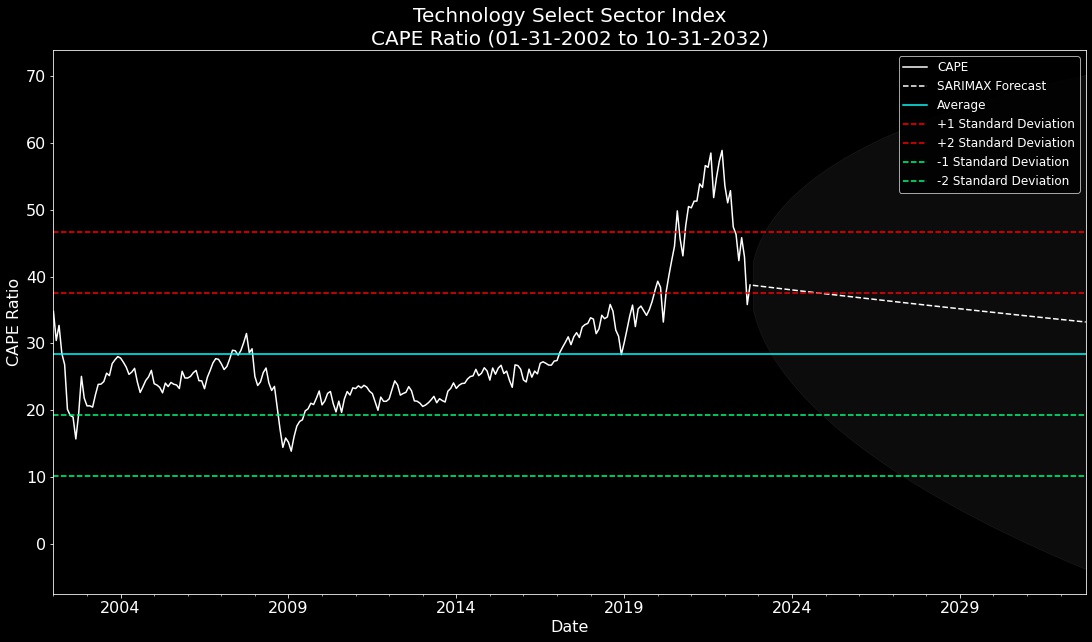 Technology Select Sector Index
CAPE Ratio (01-31-2002 to 10-31-2032)
CAPE
SARIMAX Forecast
Average
+1 Standard Deviation
+2 Standard Deviation
-1 Standard Deviation
-2 Standard Deviation
CAPE Ratio
70
60
50
40
30
20
10
0
2004 2009 2014 2019 2024 2029
Date